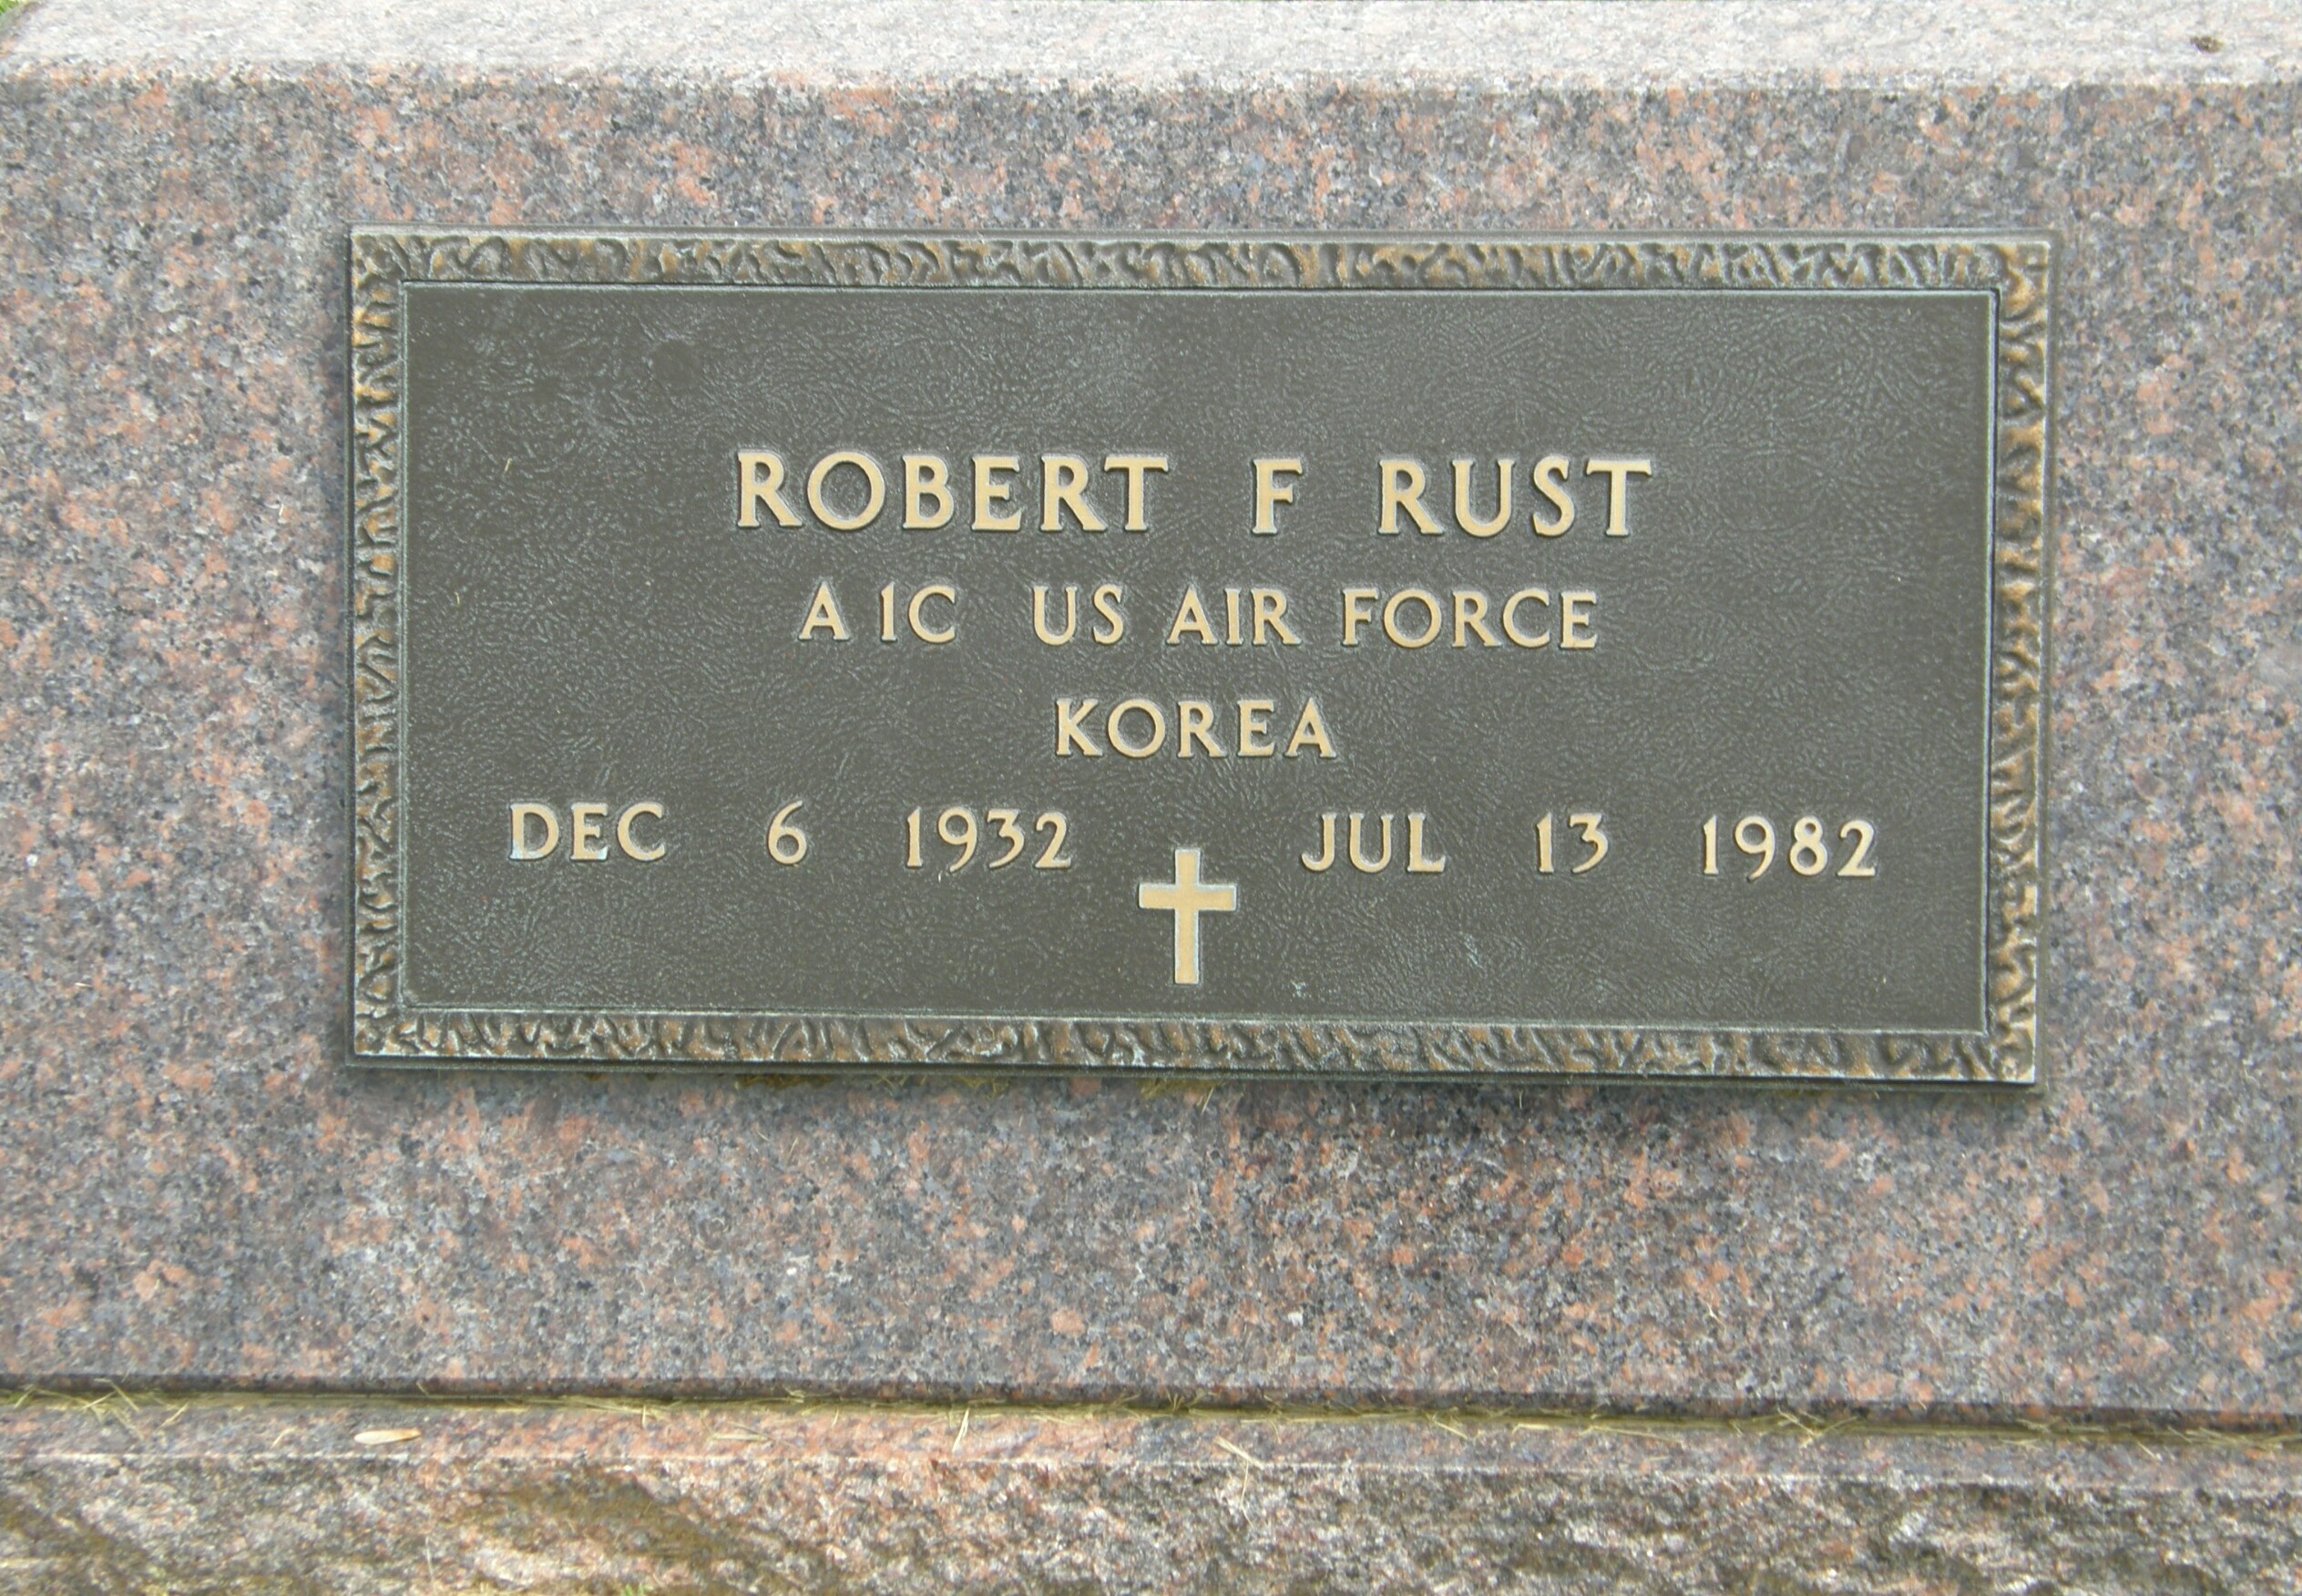 ROBERT F RUST
A1C US AIR FORCE
KOREA
DEC 6 1932 JUL 13 1982